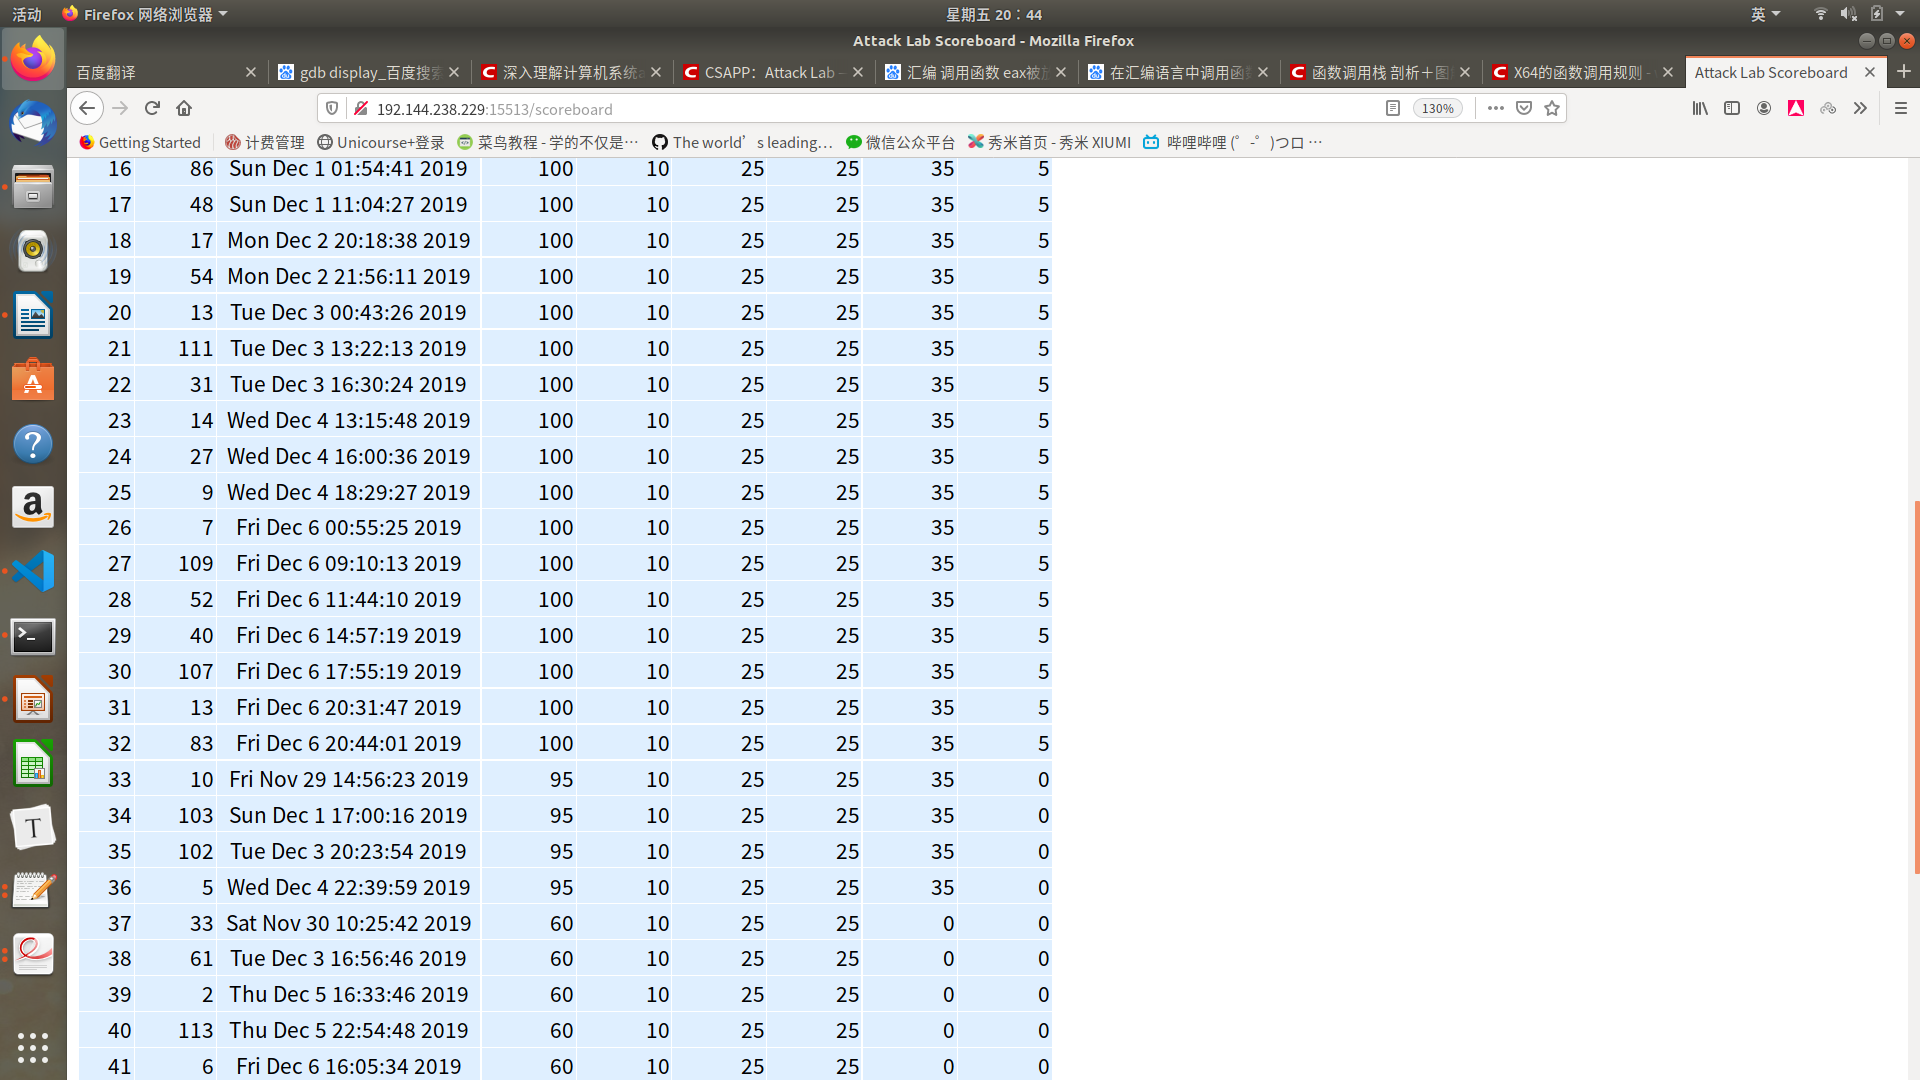 活动 Firefox 网络浏览器 星期五 20：44 英
Attack Lab Scoreboard - Mozilla Firefox
百度翻译 gdb display_百度搜索 深入理解计算机系统 CSAPP：Attack Lab – 汇编 调用函数 eax被 在汇编语言中调用函 函数调用栈 剖析＋图 X64的函数调用规则 - Attack Lab Scoreboard
192.144.238.229:15513/scoreboard 130%
Getting Started 计费管理 Unicourse+登录 菜鸟教程 - 学的不仅是… The world’s leading… 微信公众平台 秀米首页 - 秀米 XIUMI 哔哩哔哩 (゜-゜)つロ …
16 86 Sun Dec 1 01:54:41 2019 100 10 25 25 35 5
17 48 Sun Dec 1 11:04:27 2019 100 10 25 25 35 5
18 17 Mon Dec 2 20:18:38 2019 100 10 25 25 35 5
19 54 Mon Dec 2 21:56:11 2019 100 10 25 25 35 5
20 13 Tue Dec 3 00:43:26 2019 100 10 25 25 35 5
21 111 Tue Dec 3 13:22:13 2019 100 10 25 25 35 5
22 31 Tue Dec 3 16:30:24 2019 100 10 25 25 35 5
23 14 Wed Dec 4 13:15:48 2019 100 10 25 25 35 5
24 27 Wed Dec 4 16:00:36 2019 100 10 25 25 35 5
25 9 Wed Dec 4 18:29:27 2019 100 10 25 25 35 5
26 7 Fri Dec 6 00:55:25 2019 100 10 25 25 35 5
27 109 Fri Dec 6 09:10:13 2019 100 10 25 25 35 5
28 52 Fri Dec 6 11:44:10 2019 100 10 25 25 35 5
29 40 Fri Dec 6 14:57:19 2019 100 10 25 25 35 5
30 107 Fri Dec 6 17:55:19 2019 100 10 25 25 35 5
31 13 Fri Dec 6 20:31:47 2019 100 10 25 25 35 5
32 83 Fri Dec 6 20:44:01 2019 100 10 25 25 35 5
33 10 Fri Nov 29 14:56:23 2019 95 10 25 25 35 0
34 103 Sun Dec 1 17:00:16 2019 95 10 25 25 35 0
35 102 Tue Dec 3 20:23:54 2019 95 10 25 25 35 0
36 5 Wed Dec 4 22:39:59 2019 95 10 25 25 35 0
37 33 Sat Nov 30 10:25:42 2019 60 10 25 25 0 0
38 61 Tue Dec 3 16:56:46 2019 60 10 25 25 0 0
39 2 Thu Dec 5 16:33:46 2019 60 10 25 25 0 0
40 113 Thu Dec 5 22:54:48 2019 60 10 25 25 0 0
41 6 Fri Dec 6 16:05:34 2019 60 10 25 25 0 0